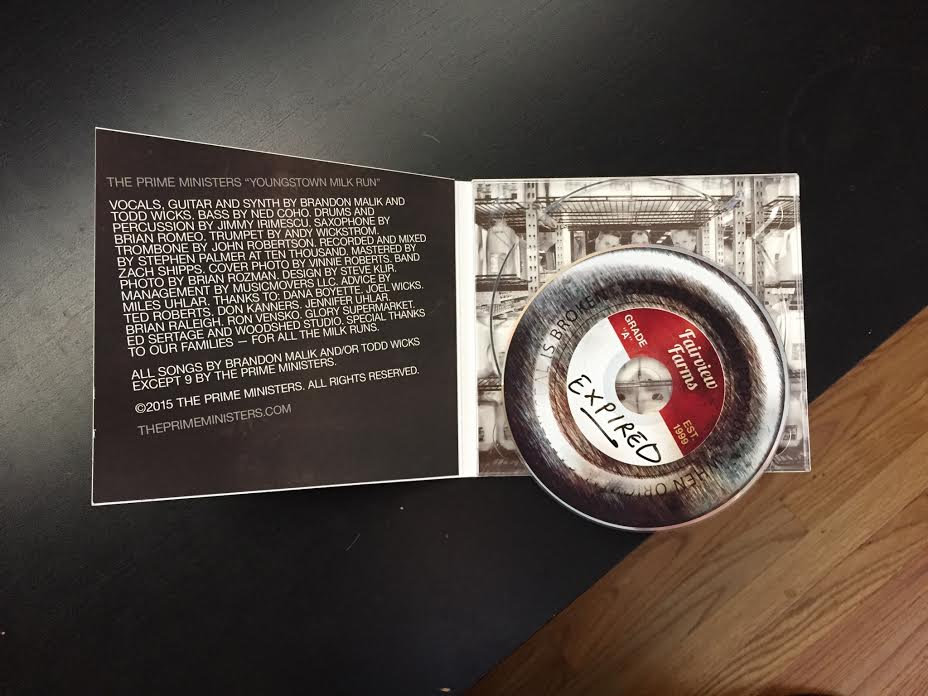 THE PRIME MINISTERS "YOUNGSTOWN MILK RUN"
VOCALS, GUITAR AND SYNTH BY BRANDON MALIK AND
TODD WICKS. BASS BY NED COHO. DRUMS AND
PERCUSSION BY JIMMY IRIMESCU. SAXOPHONE BY
BRIAN ROMEO. TRUMPET BY ANDY WICKSTROM.
TROMBONE BY JOHN ROBERTSON. RECORDED AND MIXED
BY STEPHEN PALMER AT TEN THOUSAND. MASTERED BY
ZACH SHIPPS. COVER PHOTO BY VINNIE ROBERTS. BAND
PHOTO BY BRIAN ROZMAN. DESIGN BY STEVE KLIR.
MANAGEMENT BY MUSICMOVERS LLC. ADVICE BY
MILES UHLAR. THANKS TO: DANA BOYETTE. JOEL WICKS.
TED ROBERTS. DON KANNERS. JENNIFER UHLAR.
BRIAN RALEIGH. RON VENSKO. GLORY SUPERMARKET.
ED SERTAGE AND WOODSHED STUDIO. SPECIAL THANKS
TO OUR FAMILIES — FOR ALL THE MILK RUNS.
ALL SONGS BY BRANDON MALIK AND/OR TODD WICKS
EXCEPT 9 BY THE PRIME MINISTERS.
©2015 THE PRIME MINISTERS. ALL RIGHTS RESERVED.
THEPRIMEMINISTERS.COM
IS BROKEN
GRADE
"A"
Fairview
Farms
EST.
1999
EXPIRED